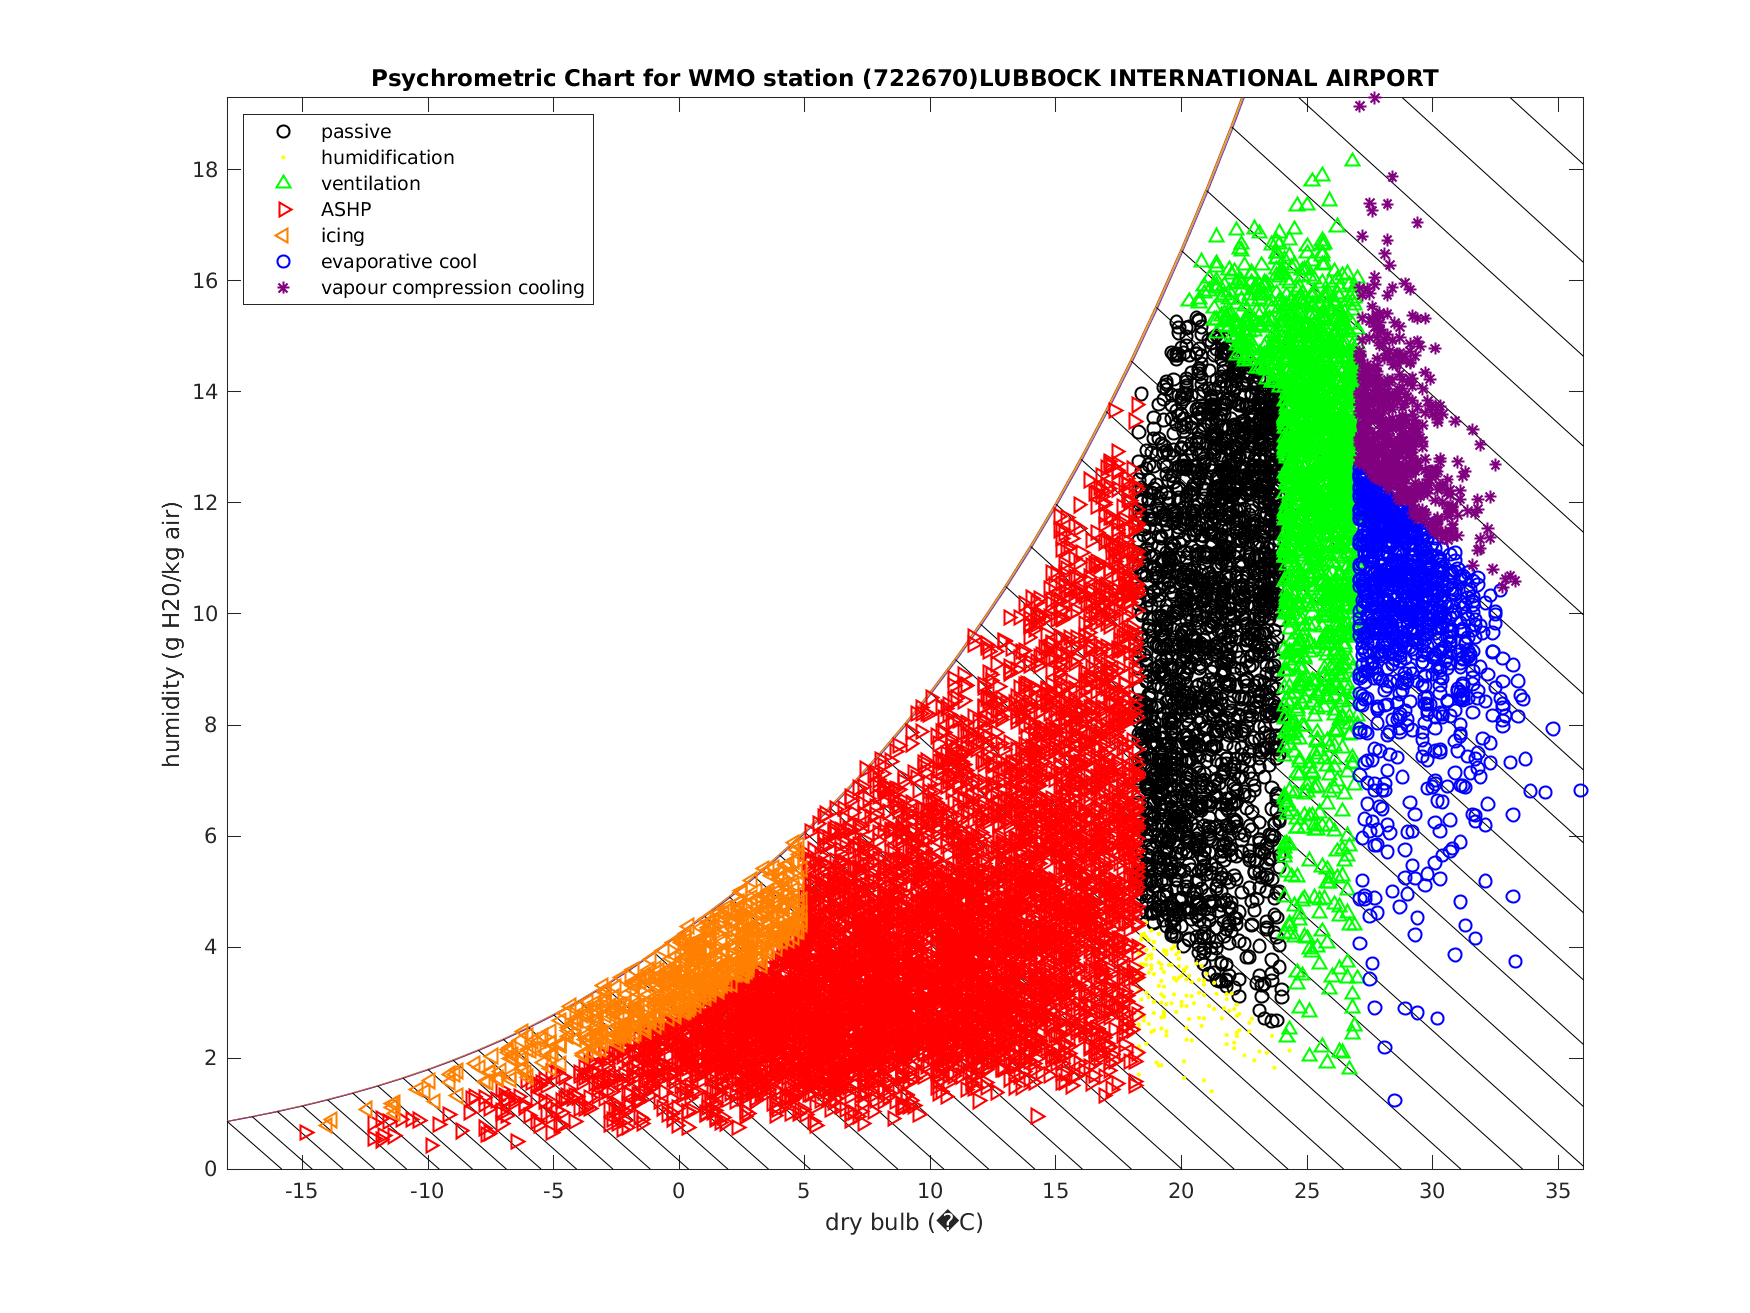 Psychrometric Chart for WMO station (722670)LUBBOCK INTERNATIONAL AIRPORT
passive
humidification
ventilation
ASHP
icing
evaporative cool
vapour compression cooling
18
16
14
12
10
8
6
4
2
0
humidity (g H20/kg air)
-15 -10 -5 0 5 10 15 20 25 30 35
dry bulb (�C)